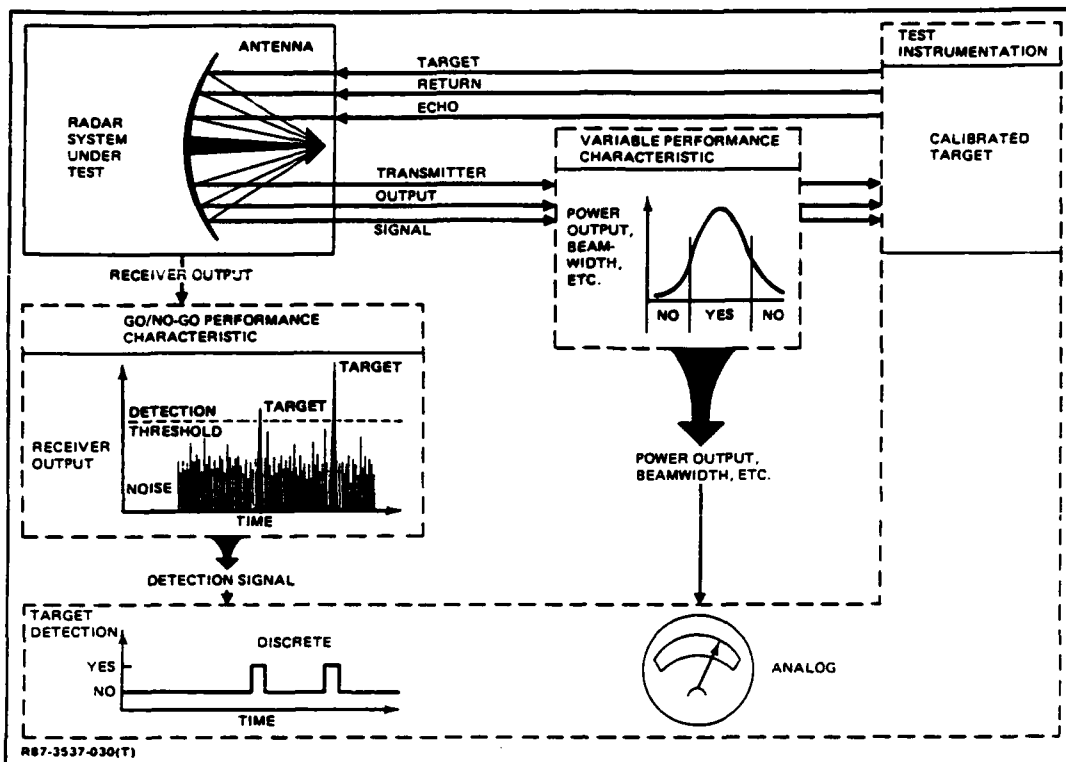 ANTENNA
RADAR
SYSTEM
UNDER
TEST
TARGET
RETURN
ECHO
TRANSMITTER
OUTPUT
SIGNAL
TEST
INSTRUMENTATION
CALIBRATED
TARGET
VARIABLE PERFORMANCE
CHARACTERISTIC
POWER
OUTPUT,
BEAM-
WIDTH,
ETC.
NO YES NO
RECEIVER OUTPUT
GO/NO-GO PERFORMANCE
CHARACTERISTIC
TARGET
DETECTION
THRESHOLD
TARGET
RECEIVER
OUTPUT
NOISE
TIME
POWER OUTPUT,
BEAMWIDTH, ETC.
DETECTION SIGNAL
TARGET
DETECTION
DISCRETE
YES
NO
TIME
ANALOG
R87-3537-030(T)